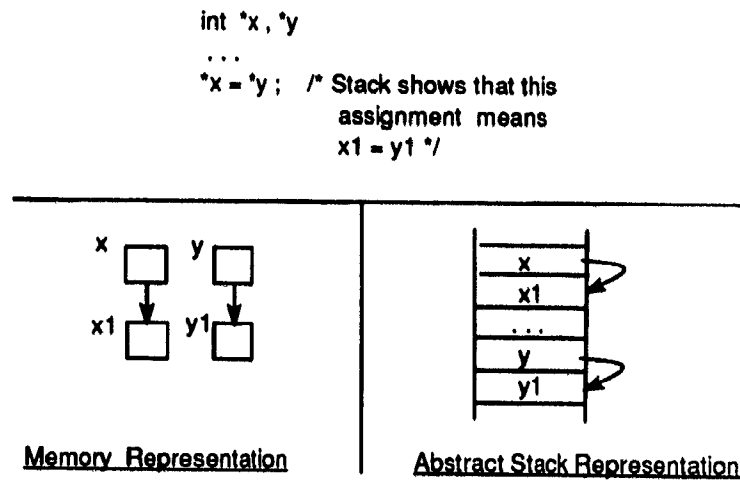 int *x , *y
. . .
*x = *y ; /* Stack shows that this
assignment means
x1 = y1 */
x
y
x1
y1
x
x1
. . .
y
y1
Memory Representation
Abstract Stack Representation